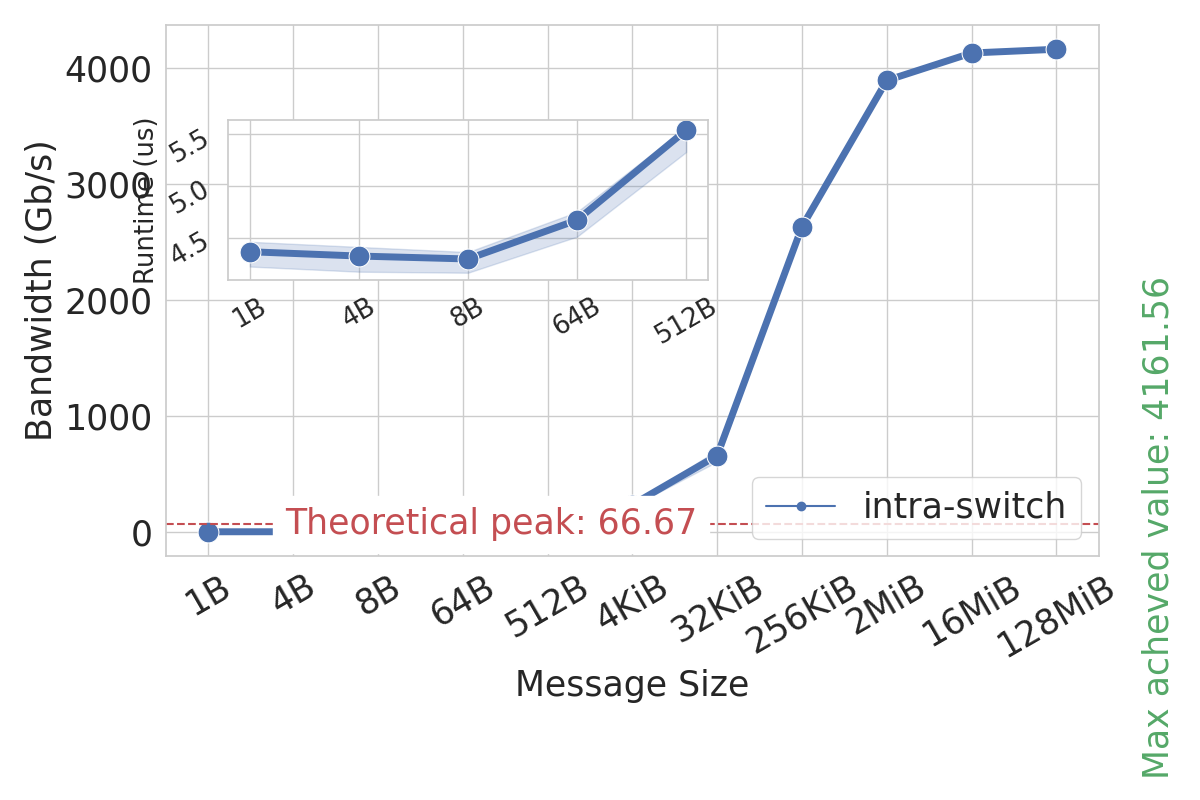 Bandwidth (Gb/s)
4000
3000
2000
1000
0
Runtime (us)
5.5
5.0
4.5
1B
4B
8B
64B
512B
Theoretical peak: 66.67
intra-switch
1B
4B
8B
64B
512B
4KiB
32KiB
256KiB
2MiB
16MiB
128MiB
Message Size
Max acheved value: 4161.56